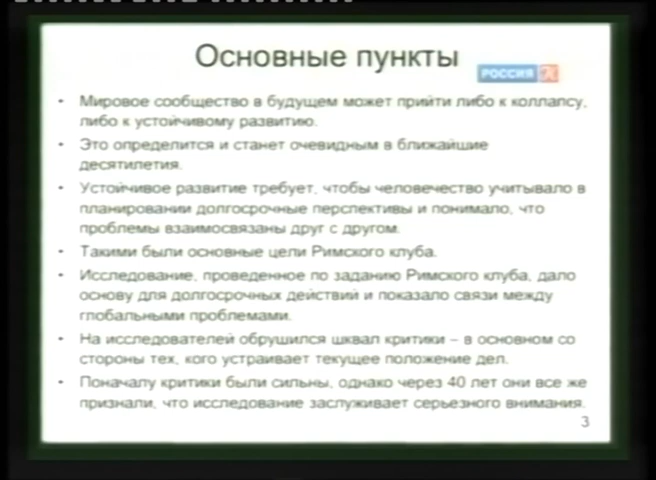 Основные пункты
РОССИЯ К
• Мировое сообщество в будущем может прийти либо к коллапсу,
либо к устойчивому развитию.
• Это определится и станет очевидным в ближайшие
десятилетия.
• Устойчивое развитие требует, чтобы человечество учитывало в
планировании долгосрочные перспективы и понимало, что
проблемы взаимосвязаны друг с другом.
• Такими были основные цели Римского клуба.
• Исследование, проведенное по заданию Римского клуба, дало
основу для долгосрочных действий и показало связи между
глобальными проблемами.
• На исследователей обрушился шквал критики – в основном со
стороны тех, кого устраивает текущее положение дел.
• Поначалу критики были сильны, однако через 40 лет они все же
признали, что исследование заслуживает серьезного внимания.
3